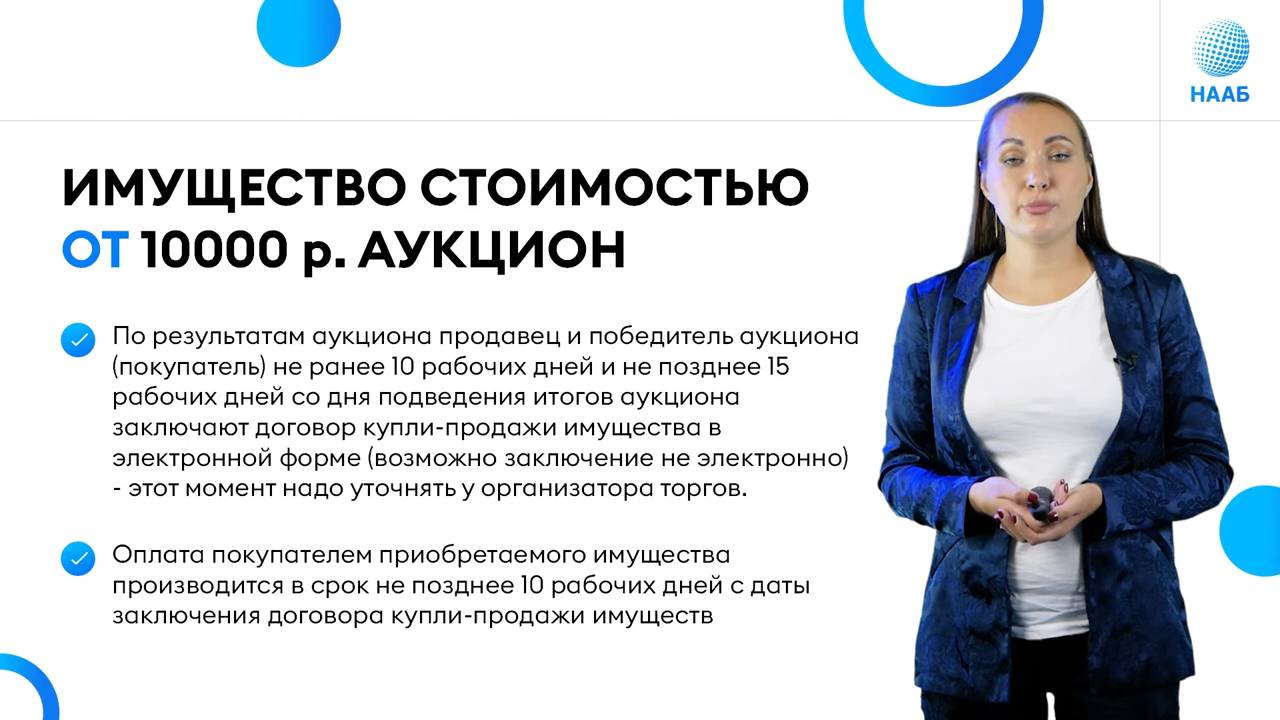 НААБ
ИМУЩЕСТВО СТОИМОСТЬЮ
ОТ 10000 р. АУКЦИОН
По результатам аукциона продавец и победитель аукциона
(покупатель) не ранее 10 рабочих дней и не позднее 15
рабочих дней со дня подведения итогов аукциона
заключают договор купли-продажи имущества в
электронной форме (возможно заключение не электронно)
- этот момент надо уточнять у организатора торгов.
Оплата покупателем приобретаемого имущества
производится в срок не позднее 10 рабочих дней с даты
заключения договора купли-продажи имуществ